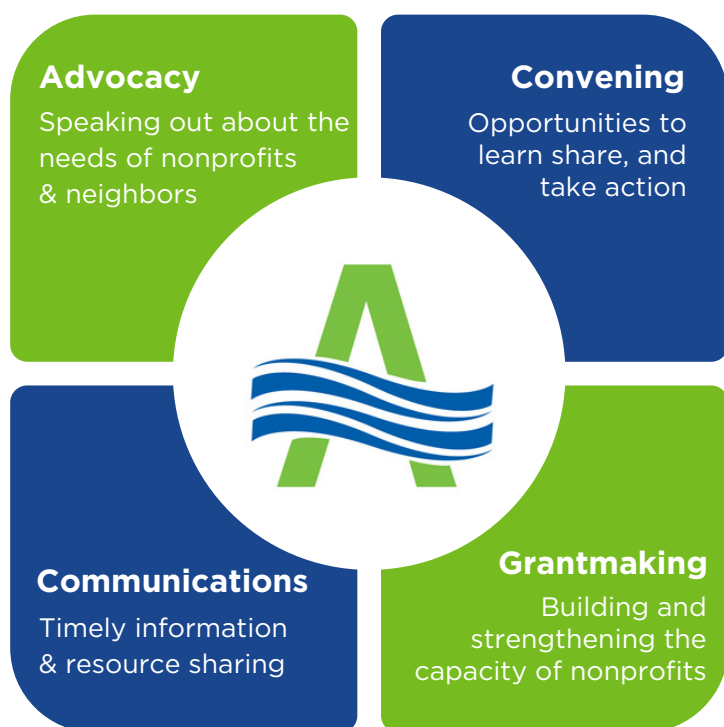 Advocacy
Speaking out about the
needs of nonprofits
& neighbors
Convening
Opportunities to
learn share, and
take action
A
Communications
Timely information
& resource sharing
Grantmaking
Building and
strengthening the
capacity of nonprofits